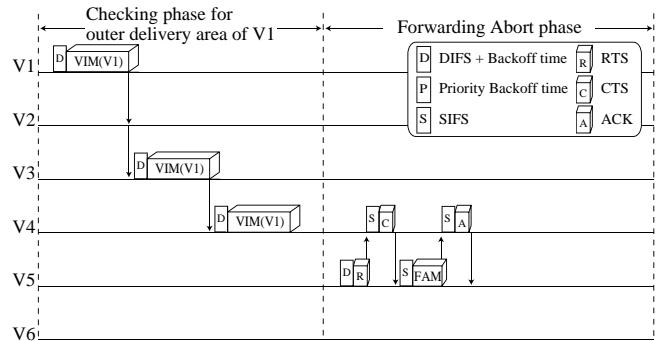 Checking phase for
outer delivery area of V1
Forwarding Abort phase
D DIFS + Backoff time R RTS
P Priority Backoff time C CTS
S SIFS A ACK
V1 D VIM(V1)
V2
V3 D VIM(V1)
V4 D VIM(V1) S C S A
V5 D R S FAM
V6